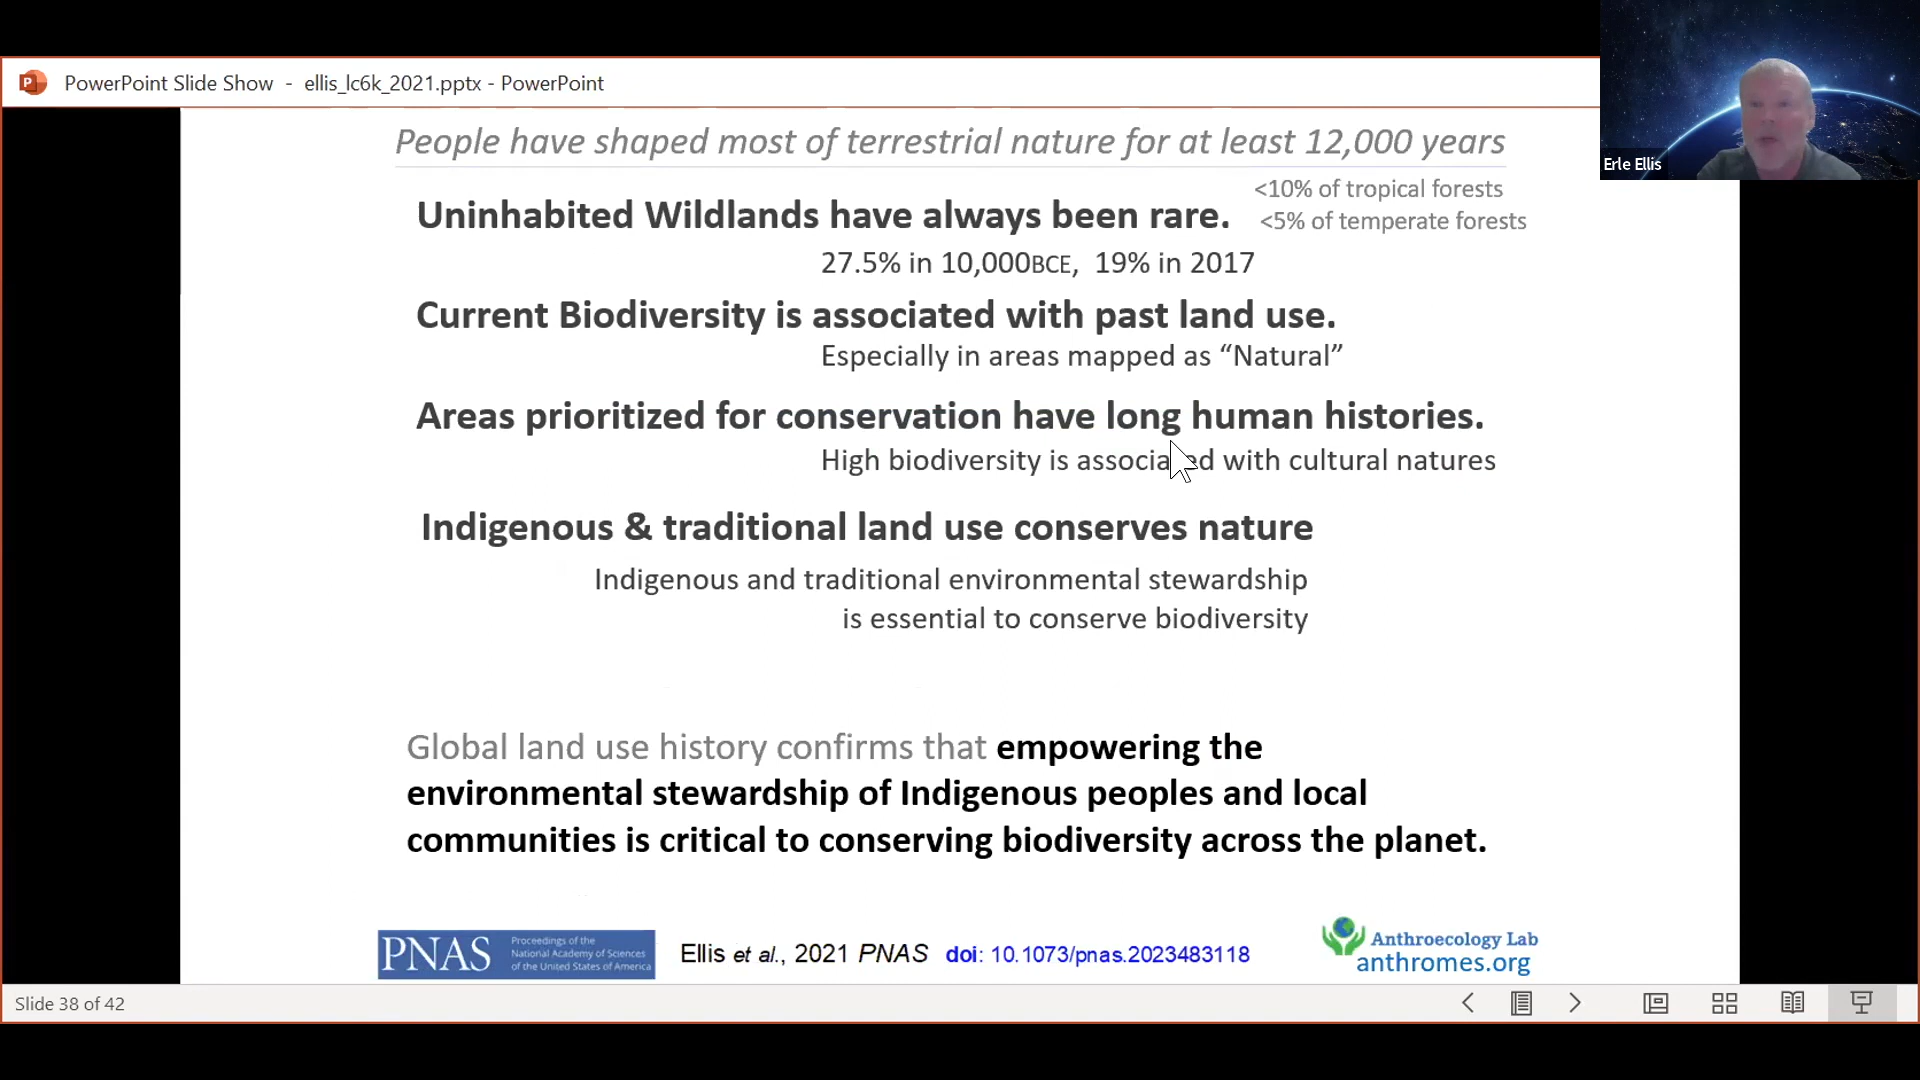 PowerPoint Slide Show - ellis_lc6k_2021.pptx - PowerPoint
Erle Ellis
People have shaped most of terrestrial nature for at least 12,000 years
<10% of tropical forests
Uninhabited Wildlands have always been rare.
<5% of temperate forests
27.5% in 10,000BCE, 19% in 2017
Current Biodiversity is associated with past land use.
Especially in areas mapped as “Natural”
Areas prioritized for conservation have long human histories.
High biodiversity is associated with cultural natures
Indigenous & traditional land use conserves nature
Indigenous and traditional environmental stewardship
is essential to conserve biodiversity
Global land use history confirms that empowering the
environmental stewardship of Indigenous peoples and local
communities is critical to conserving biodiversity across the planet.
PNAS
Proceedings of the
National Academy of Sciences
of the United States of America
Ellis et al., 2021 PNAS doi: 10.1073/pnas.2023483118
Anthroecology Lab
anthromes.org
Slide 38 of 42